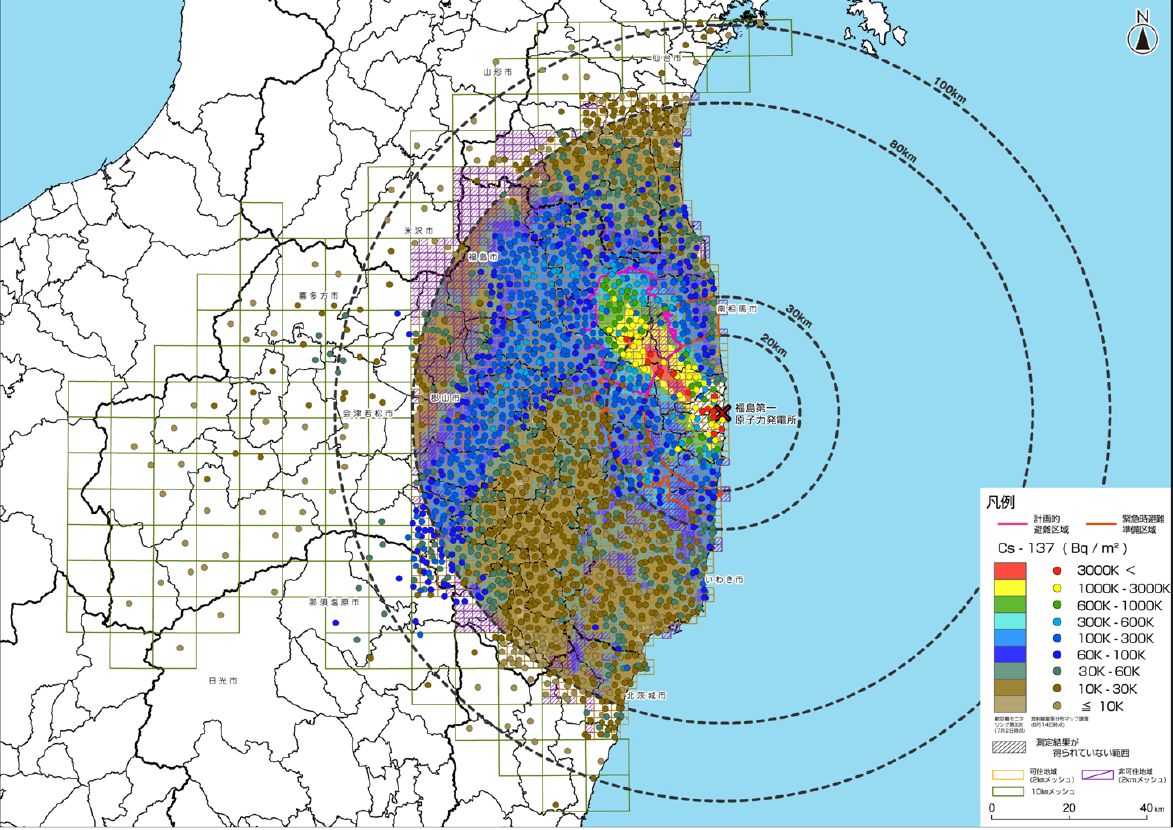 N
100km
80km
30km
20km
仙台市
山形市
米沢市
福島市
喜多方市
南相馬市
郡山市
会津若松市
福島第一
原子力発電所
いわき市
那須塩原市
日光市
北茨城市
凡例
計画的
避難区域
緊急時避難
準備区域
Cs - 137 ( Bq / m² )
3000K <
1000K - 3000K
600K - 1000K
300K - 600K
100K - 300K
60K - 100K
30K - 60K
10K - 30K
≤ 10K
航空機モニタ
リング第3次
(7月2日時点)
放射線量等分布マップ調査
(6月14日時点)
測定結果が
得られていない範囲
可住地域
(2kmメッシュ)
非可住地域
(2kmメッシュ)
10kmメッシュ
0 20 40 km